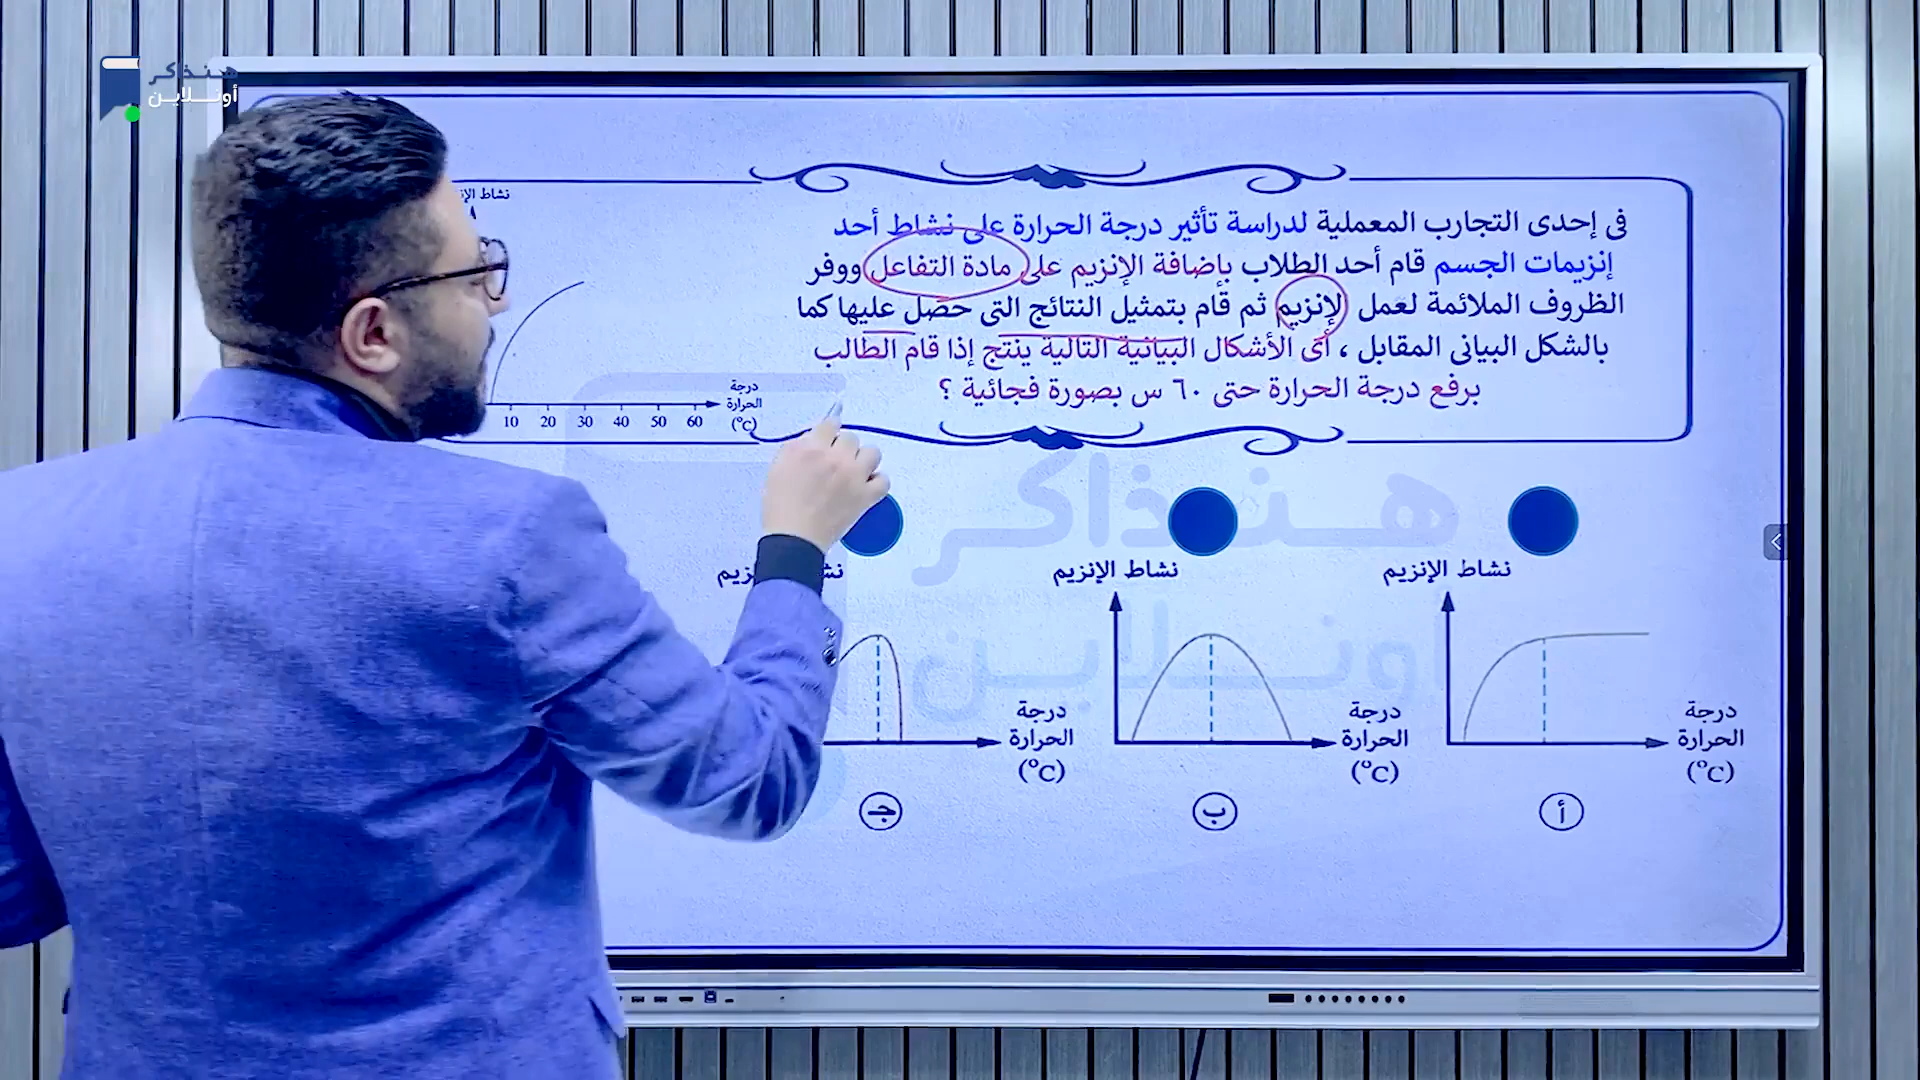 هنذاكر
أونلاين
فى إحدى التجارب المعملية لدراسة تأثير درجة الحرارة على نشاط أحد
إنزيمات الجسم قام أحد الطلاب بإضافة الإنزيم على مادة التفاعل ووفر
الظروف الملائمة لعمل الإنزيم ثم قام بتمثيل النتائج التى حصل عليها كما
بالشكل البيانى المقابل ، أى الأشكال البيانية التالية ينتج إذا قام الطالب
برفع درجة الحرارة حتى ٦٠ س بصورة فجائية ؟
نشاط
درجة
الحرارة
(°C)
10 20 30 40 50 60
هنذاكر
أونلاين
نشاط الإنزيم
درجة
الحرارة
(°C)
أ
نشاط الإنزيم
درجة
الحرارة
(°C)
ب
درجة
الحرارة
(°C)
جـ